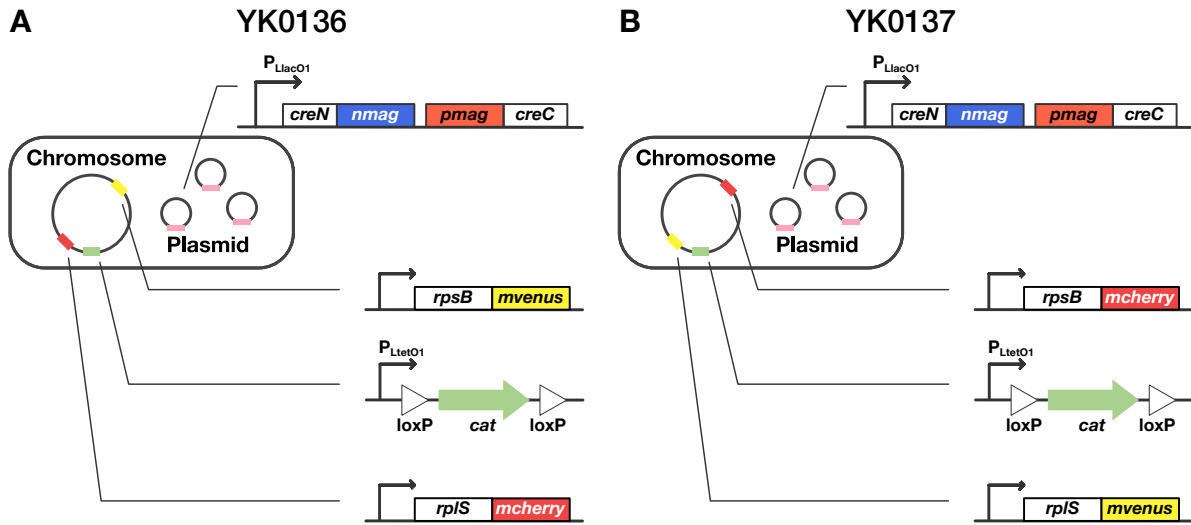 A YK0136
PLlacO1
creN nmag pmag creC
Chromosome
Plasmid
rpsB mvenus
PLtetO1
loxP cat loxP
rplS mcherry
B YK0137
PLlacO1
creN nmag pmag creC
Chromosome
Plasmid
rpsB mcherry
PLtetO1
loxP cat loxP
rplS mvenus